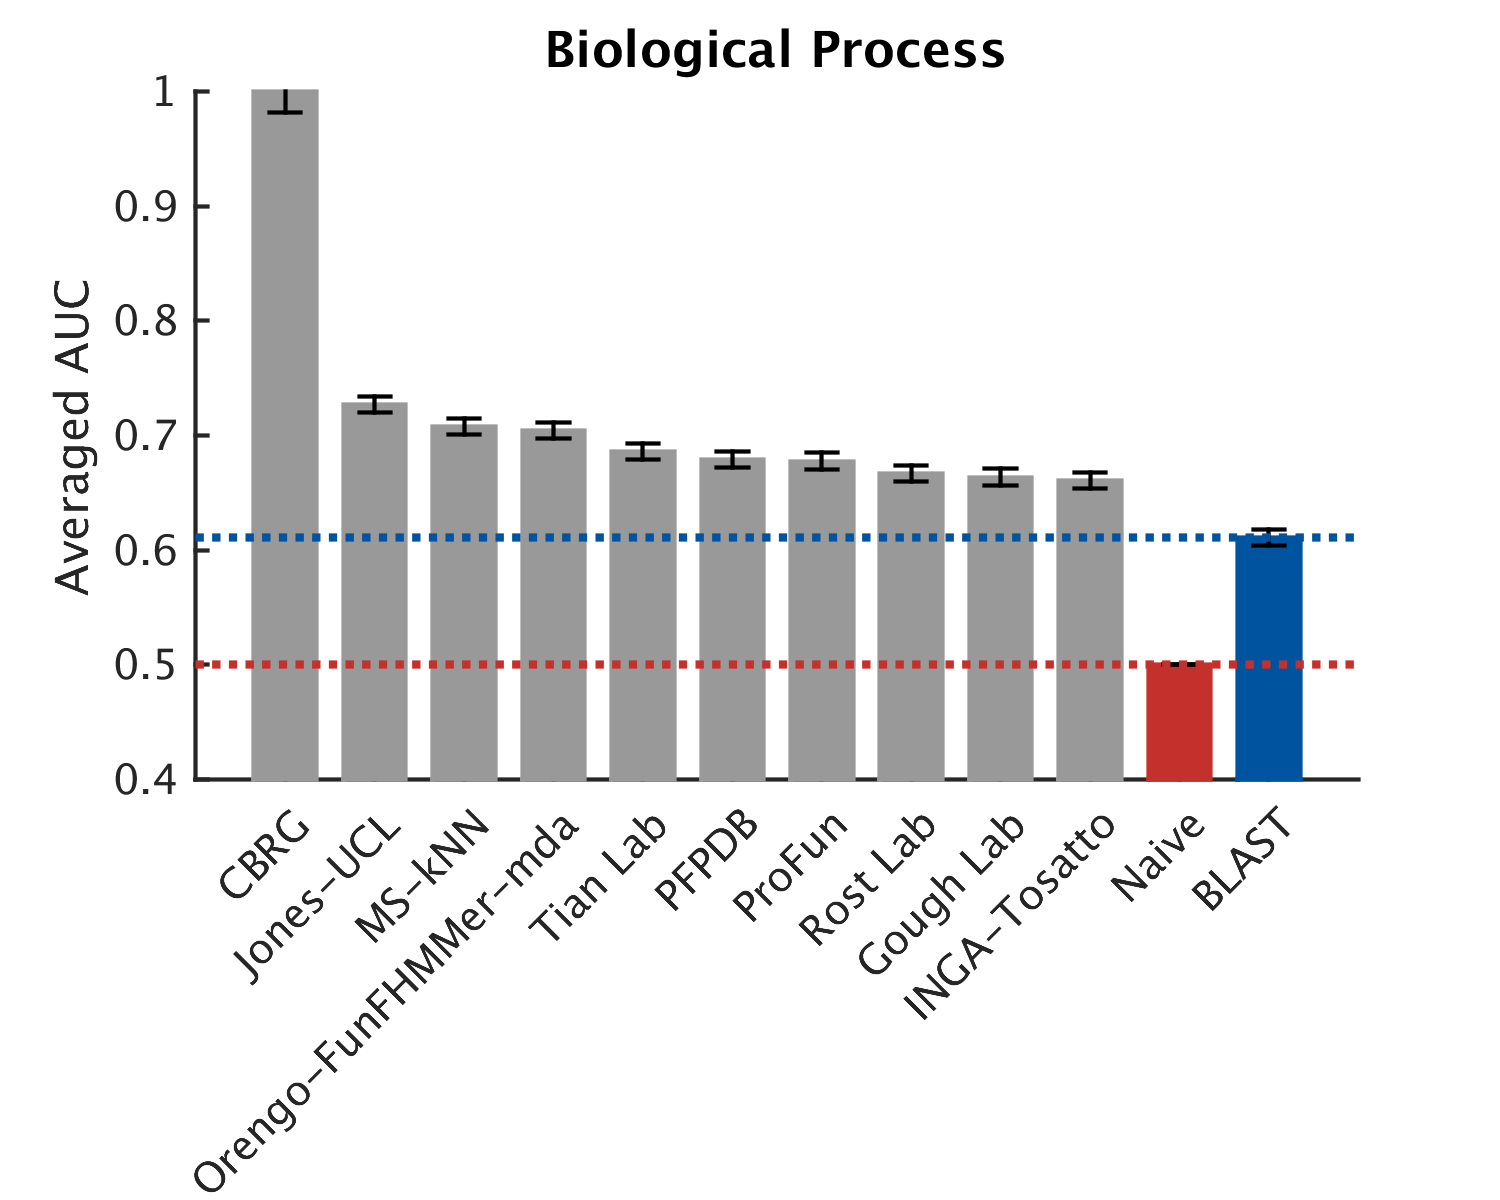 Biological Process
Averaged AUC
1
0.9
0.8
0.7
0.6
0.5
0.4
CBRG
Jones−UCL
MS−kNN
Orengo−FunFHMMer−mda
Tian Lab
PFPDB
ProFun
Rost Lab
Gough Lab
INGA−Tosatto
Naive
BLAST